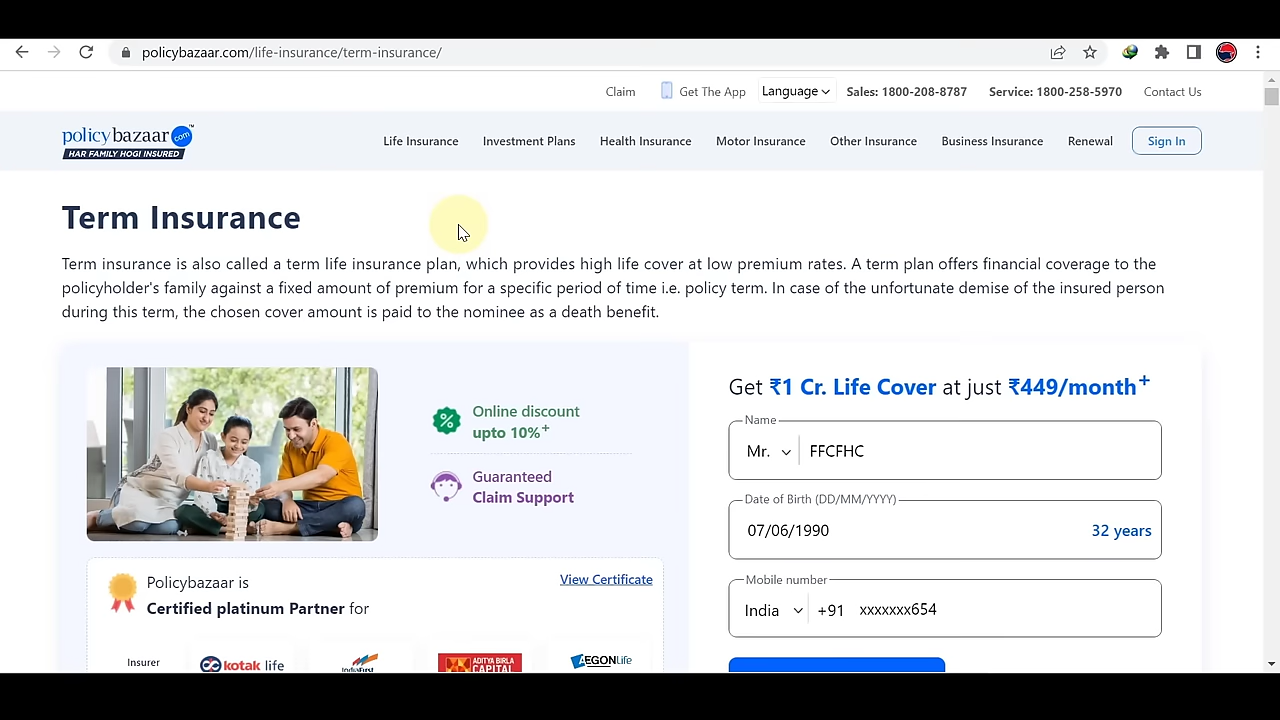 policybazaar.com/life-insurance/term-insurance/
Claim Get The App Language Sales: 1800-208-8787 Service: 1800-258-5970 Contact Us
policybazaar.com™
HAR FAMILY HOGI INSURED
Life Insurance Investment Plans Health Insurance Motor Insurance Other Insurance Business Insurance Renewal Sign In
Term Insurance
Term insurance is also called a term life insurance plan, which provides high life cover at low premium rates. A term plan offers financial coverage to the
policyholder's family against a fixed amount of premium for a specific period of time i.e. policy term. In case of the unfortunate demise of the insured person
during this term, the chosen cover amount is paid to the nominee as a death benefit.
Online discount
upto 10%+
Guaranteed
Claim Support
Policybazaar is
View Certificate
Certified platinum Partner for
Insurer
kotak life
IndiaFirst
ADITYA BIRLA
CAPITAL
AEGONLife
Get ₹1 Cr. Life Cover at just ₹449/month+
Name
Mr. FFCFHC
Date of Birth (DD/MM/YYYY)
07/06/1990 32 years
Mobile number
India +91 xxxxxxx654